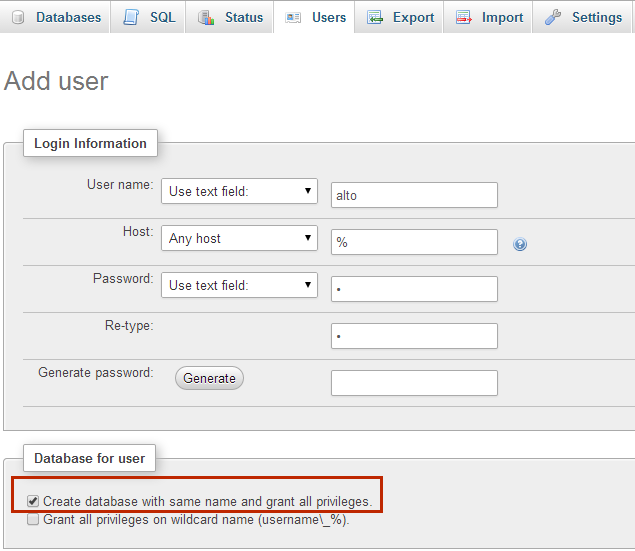 Databases SQL Status Users Export Import Settings
Add user
Login Information
User name: Use text field: alto
Host: Any host %
Password: Use text field: •
Re-type: •
Generate password: Generate
Database for user
Create database with same name and grant all privileges.
Grant all privileges on wildcard name (username\_%).